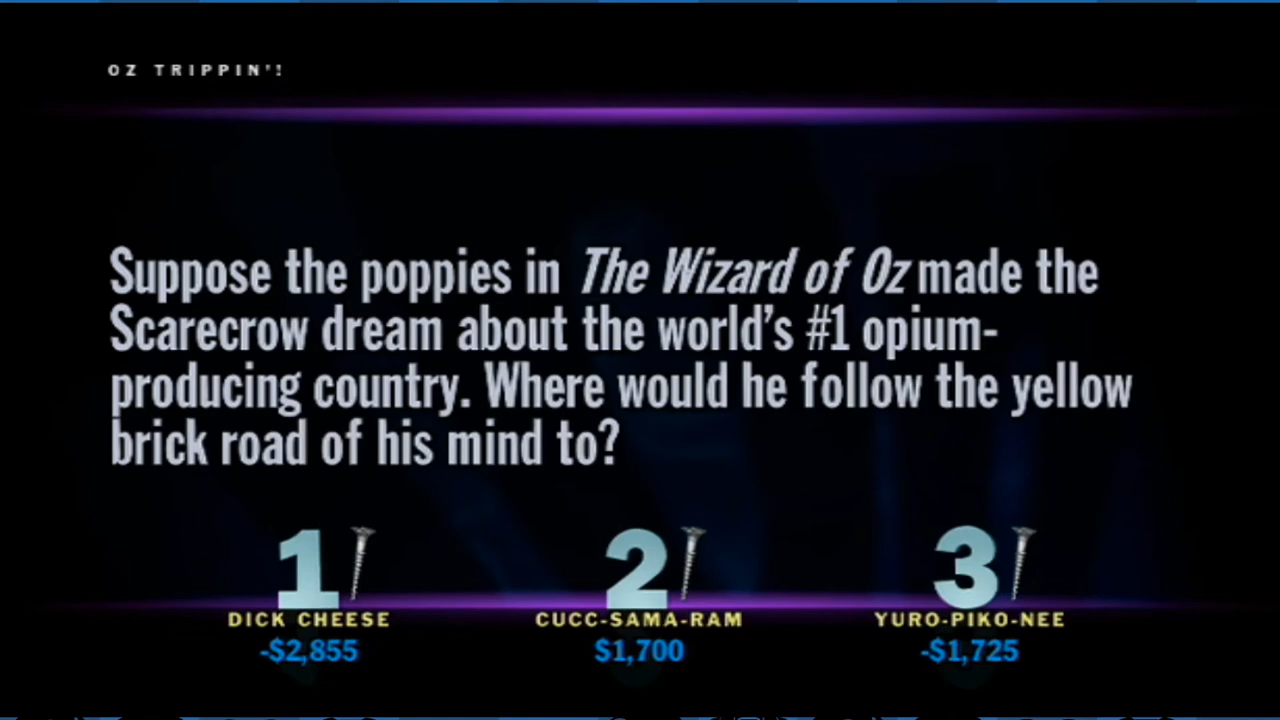 OZ TRIPPIN'!
Suppose the poppies in The Wizard of Oz made the
Scarecrow dream about the world's #1 opium-
producing country. Where would he follow the yellow
brick road of his mind to?
1 2 3
DICK CHEESE CUCC-SAMA-RAM YURO-PIKO-NEE
-$2,855 $1,700 -$1,725